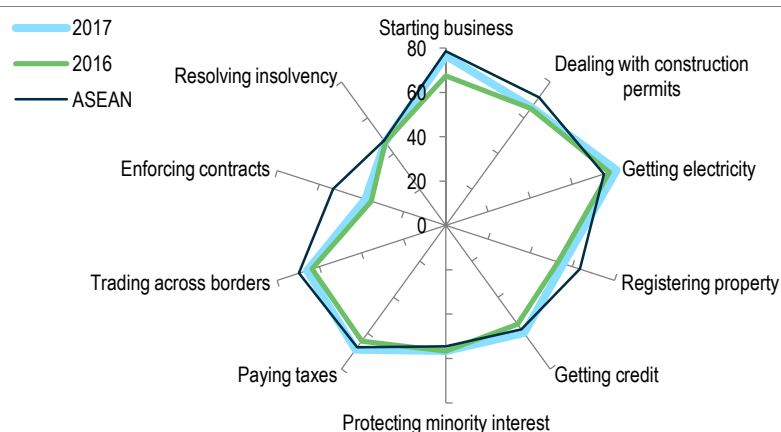 2017
2016
ASEAN
Starting business
Dealing with construction
permits
Getting electricity
Registering property
Getting credit
Protecting minority interest
Paying taxes
Trading across borders
Enforcing contracts
Resolving insolvency
80
60
40
20
0